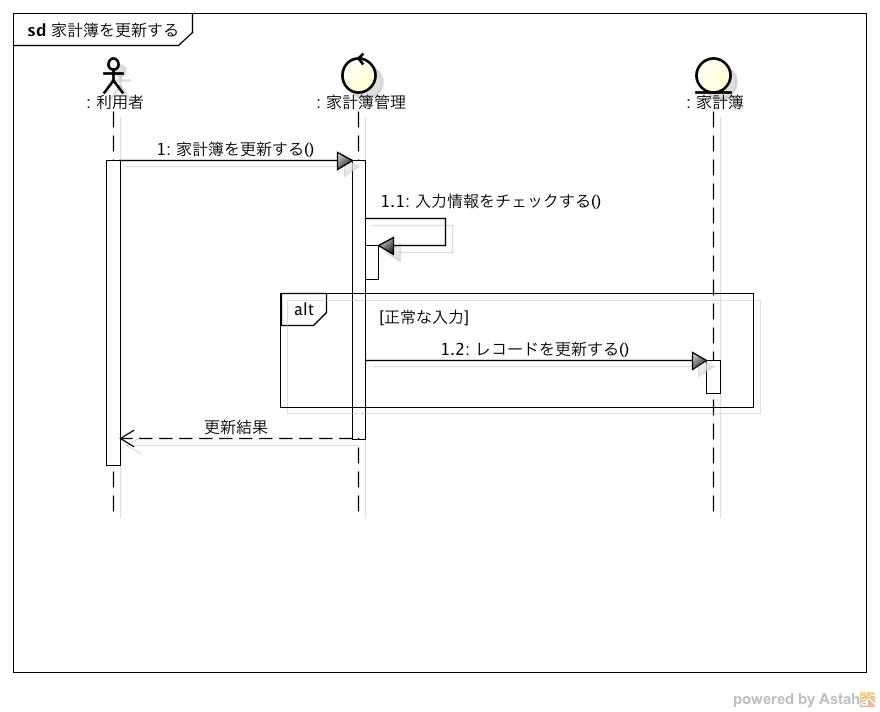 sd 家計簿を更新する
: 利用者
: 家計簿管理
: 家計簿
1: 家計簿を更新する()
1.1: 入力情報をチェックする()
alt
[正常な入力]
1.2: レコードを更新する()
更新結果
powered by Astah